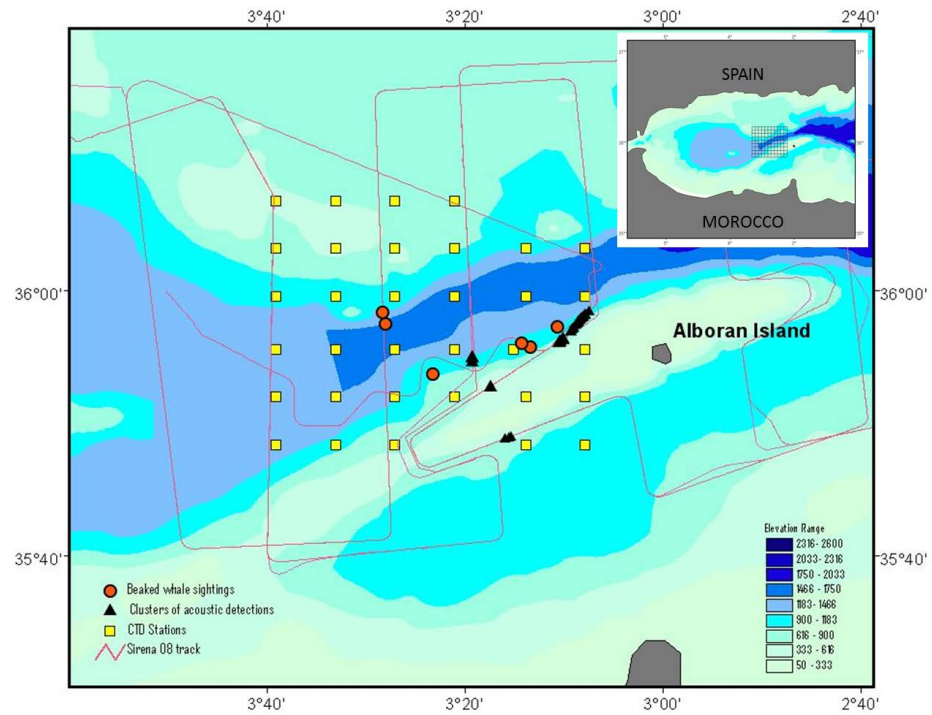 3°40' 3°20' 3°00' 2°40'
SPAIN
MOROCCO
36°00' 36°00'
Alboran Island
35°40' 35°40'
Elevation Range
2316 - 2600
2033 - 2316
1750 - 2033
1466 - 1750
1183 - 1466
900 - 1183
616 - 900
333 - 616
50 - 333
Beaked whale sightings
Clusters of acoustic detections
CTD Stations
Sirena 08 track
3°40' 3°20' 3°00' 2°40'